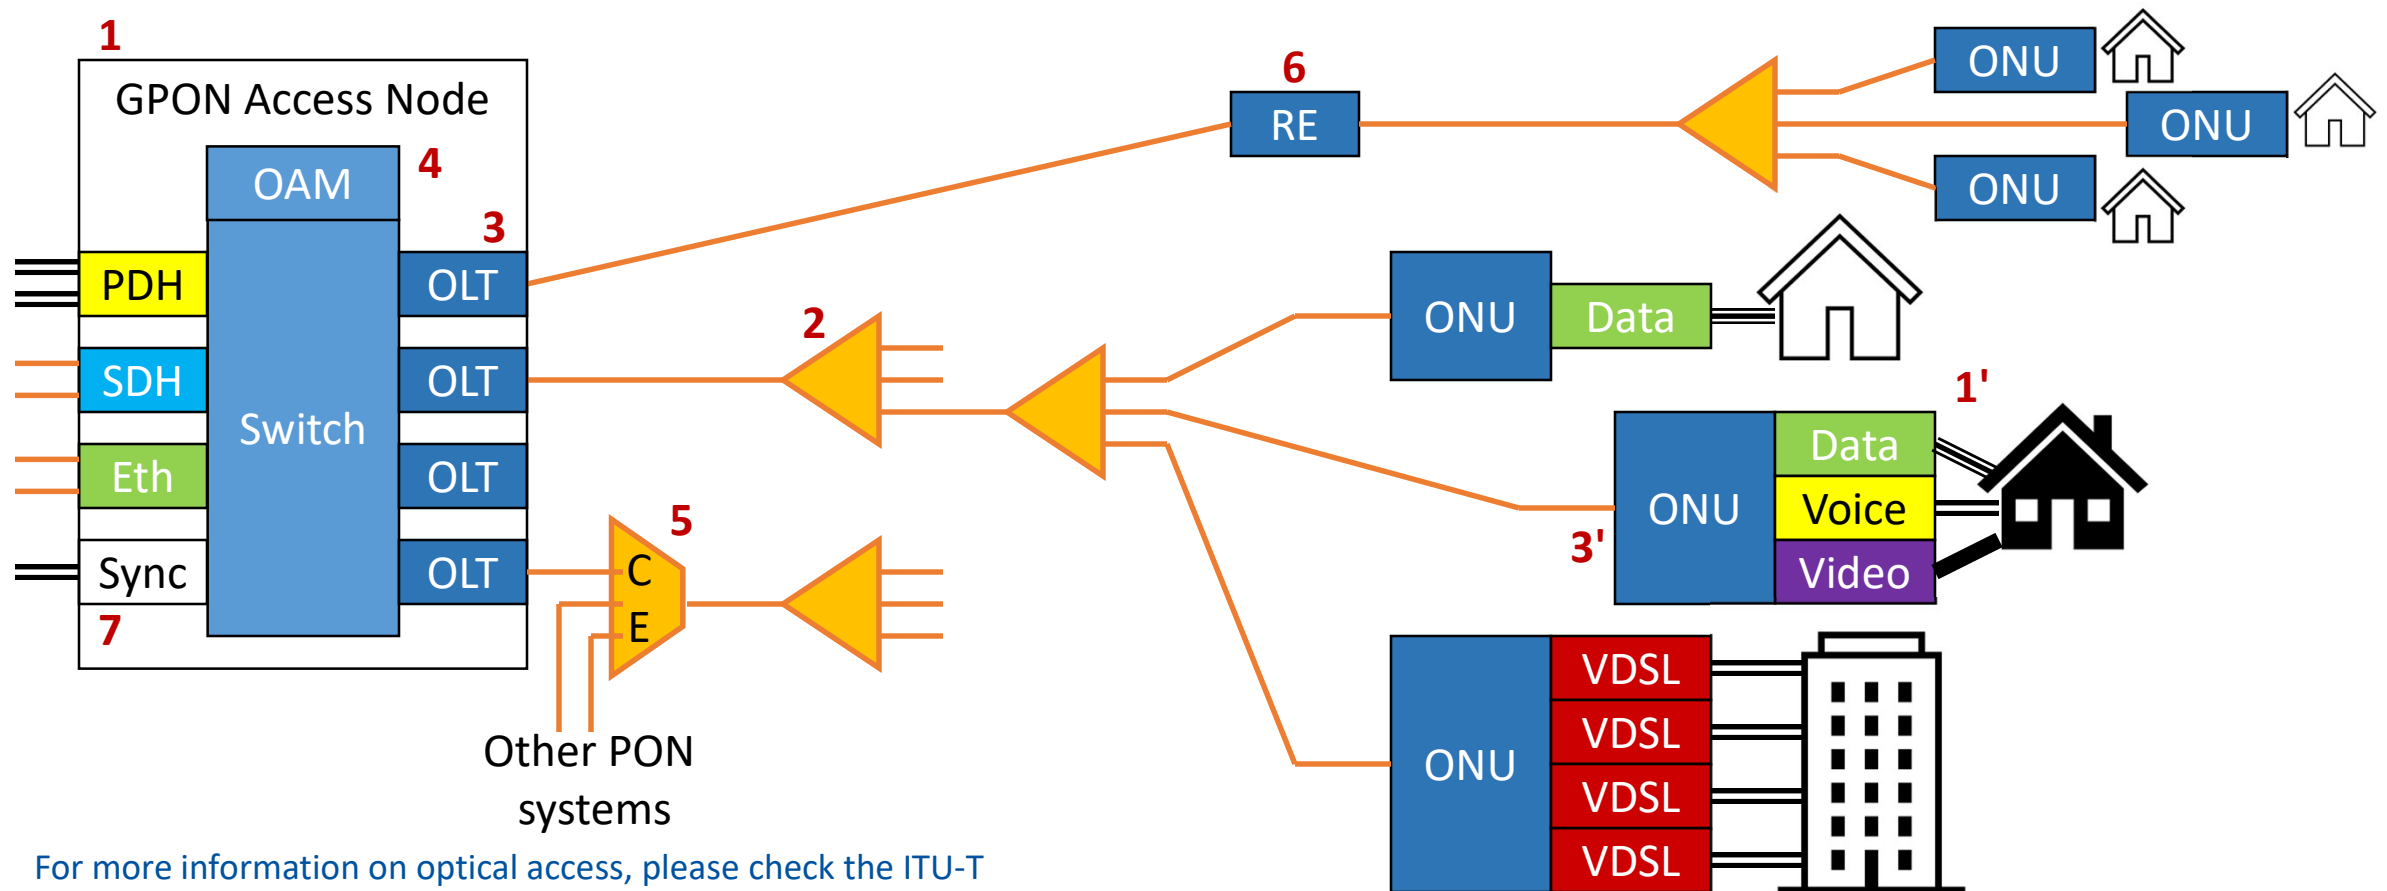 1
GPON Access Node
OAM
4
3
PDH
OLT
SDH
OLT
Switch
Eth
OLT
Sync
OLT
7
2
5
C
E
Other PON
systems
6
RE
ONU
ONU
ONU
ONU
Data
1'
ONU
Data
Voice
Video
3'
ONU
VDSL
VDSL
VDSL
VDSL
For more information on optical access, please check the ITU-T